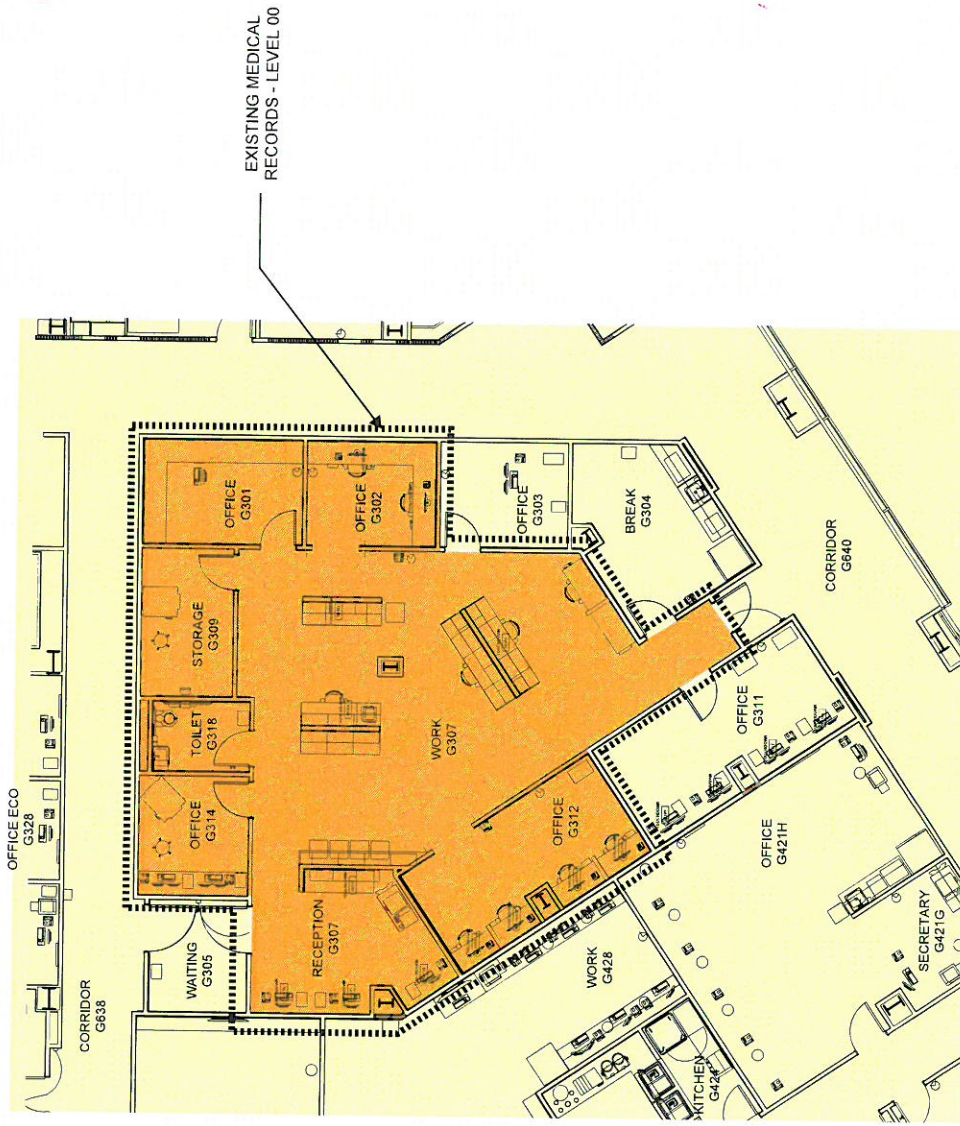 EXISTING MEDICAL
RECORDS - LEVEL 00
OFFICE ECO
G328
CORRIDOR
G638
WAITING
G305
OFFICE
G314
TOILET
G318
STORAGE
G309
OFFICE
G301
OFFICE
G302
OFFICE
G303
BREAK
G304
RECEPTION
G307
WORK
G307
OFFICE
G312
OFFICE
G311
CORRIDOR
G640
WORK
G428
OFFICE
G421H
KITCHEN
G424
SECRETARY
G421G